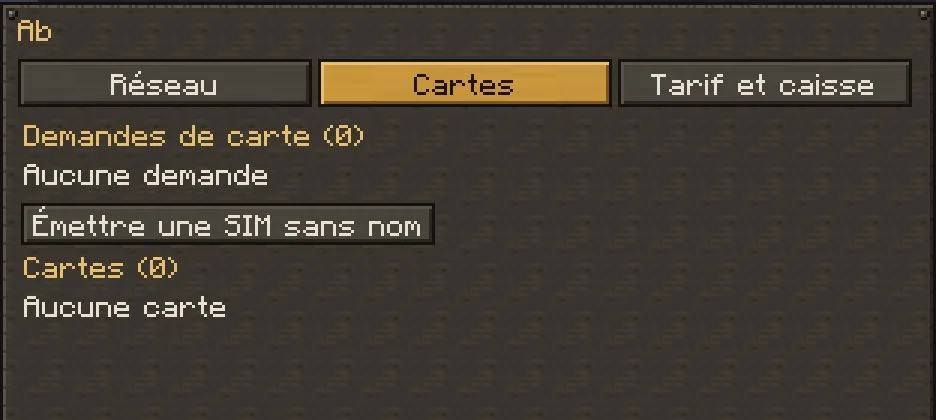 Ab
Réseau
Cartes
Tarif et caisse
Demandes de carte (0)
Aucune demande
Émettre une SIM sans nom
Cartes (0)
Aucune carte